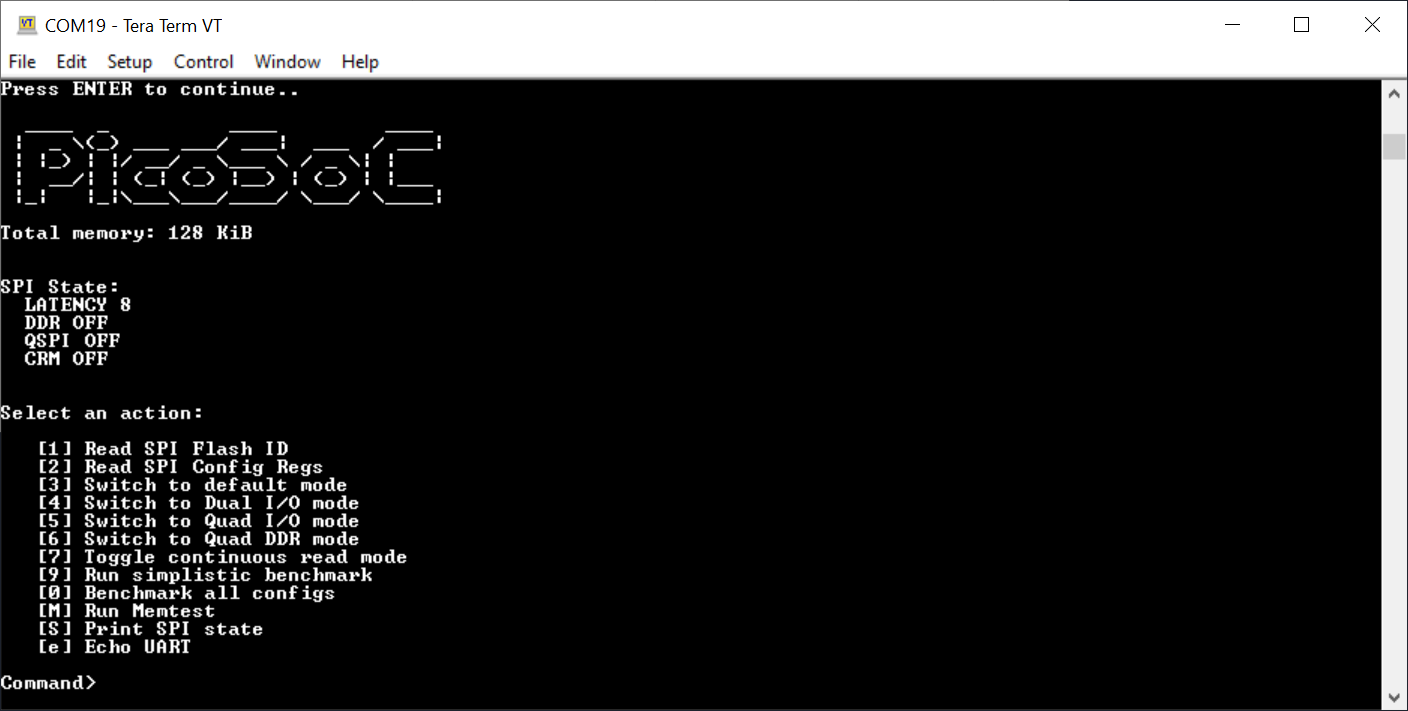 COM19 - Tera Term VT
File Edit Setup Control Window Help
Press ENTER to continue..
PicoSoC
Total memory: 128 KiB
SPI State:
LATENCY 8
DDR OFF
QSPI OFF
CRM OFF
Select an action:
[1] Read SPI Flash ID
[2] Read SPI Config Regs
[3] Switch to default mode
[4] Switch to Dual I/O mode
[5] Switch to Quad I/O mode
[6] Switch to Quad DDR mode
[7] Toggle continuous read mode
[9] Run simplistic benchmark
[0] Benchmark all configs
[M] Run Memtest
[S] Print SPI state
[e] Echo UART
Command>